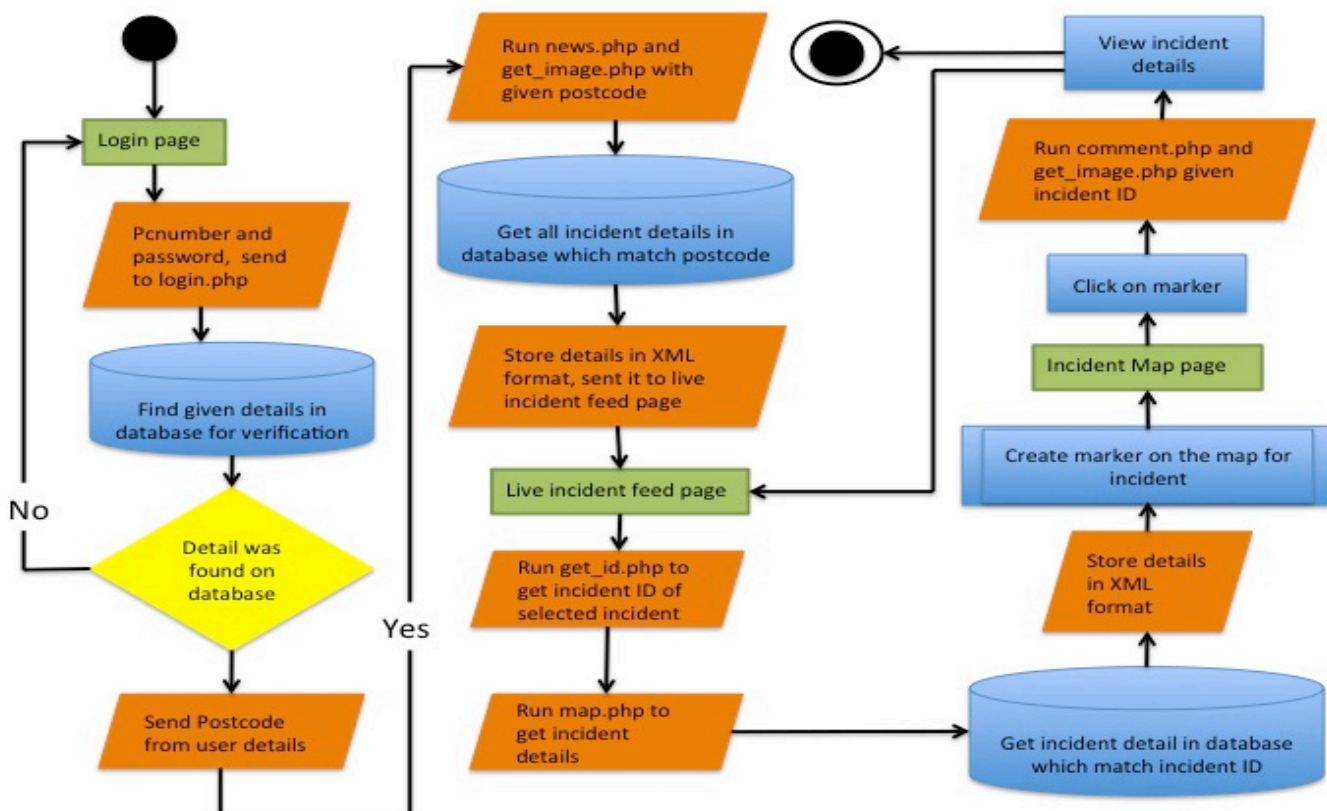 Login page
Pcnumber and
password, send
to login.php
Find given details in
database for verification
No
Detail was
found on
database
Send Postcode
from user details
Yes
Run news.php and
get_image.php with
given postcode
Get all incident details in
database which match postcode
Store details in XML
format, sent it to live
incident feed page
Live incident feed page
Run get_id.php to
get incident ID of
selected incident
Run map.php to
get incident
details
Get incident detail in database
which match incident ID
Store details
in XML
format
Create marker on the map for
incident
Incident Map page
Click on marker
Run comment.php and
get_image.php given
incident ID
View incident
details